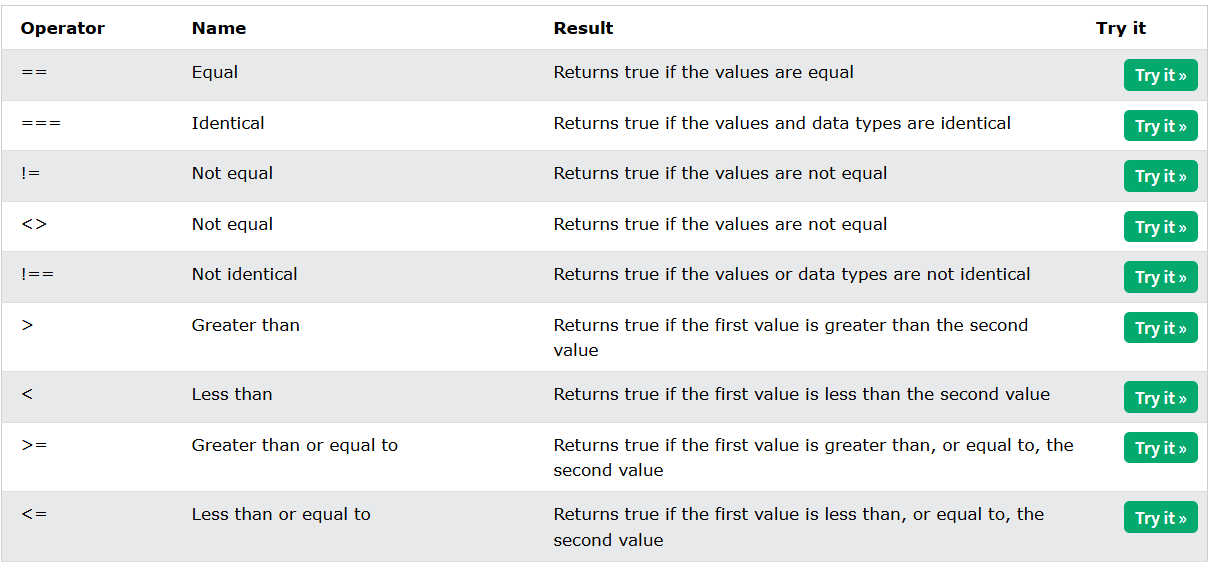 Operator Name Result Try it
== Equal Returns true if the values are equal Try it »
=== Identical Returns true if the values and data types are identical Try it »
!= Not equal Returns true if the values are not equal Try it »
<> Not equal Returns true if the values are not equal Try it »
!== Not identical Returns true if the values or data types are not identical Try it »
> Greater than Returns true if the first value is greater than the second Try it »
value
< Less than Returns true if the first value is less than the second value Try it »
>= Greater than or equal to Returns true if the first value is greater than, or equal to, the Try it »
second value
<= Less than or equal to Returns true if the first value is less than, or equal to, the Try it »
second value